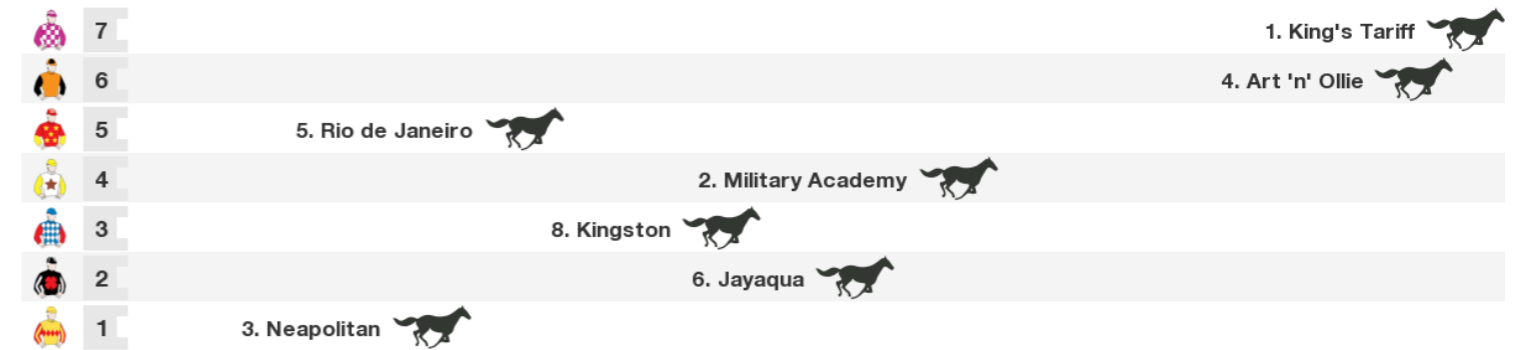 7 1. King's Tariff
6 4. Art 'n' Ollie
5 5. Rio de Janeiro
4 2. Military Academy
3 8. Kingston
2 6. Jayaqua
1 3. Neapolitan